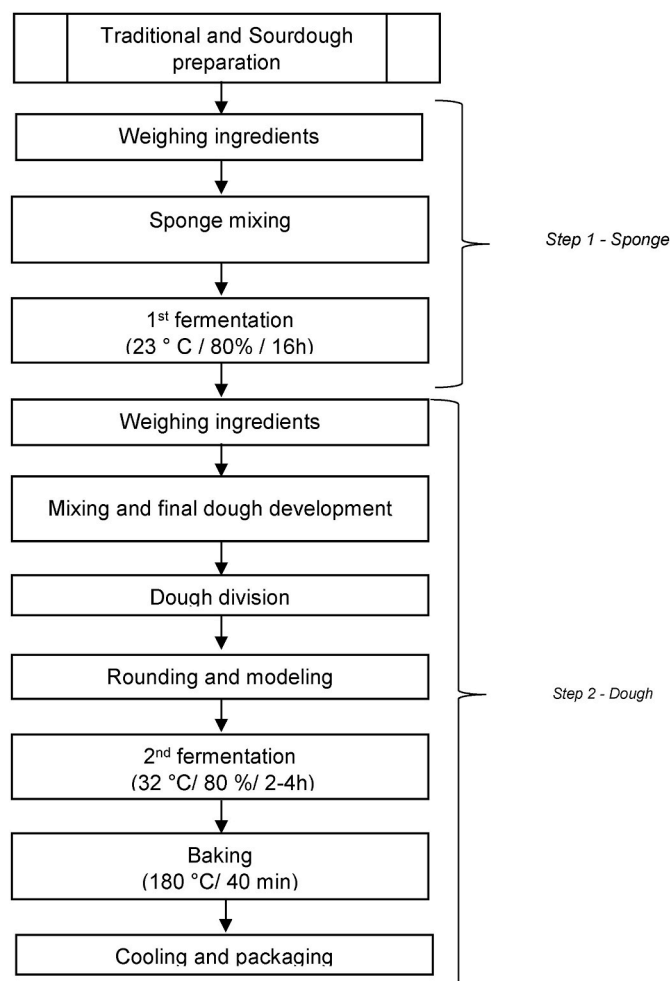 Traditional and Sourdough
preparation
Weighing ingredients
Sponge mixing
1st fermentation
(23 ° C / 80% / 16h)
Step 1 - Sponge
Weighing ingredients
Mixing and final dough development
Dough division
Rounding and modeling
2nd fermentation
(32 °C/ 80 %/ 2-4h)
Baking
(180 °C/ 40 min)
Cooling and packaging
Step 2 - Dough